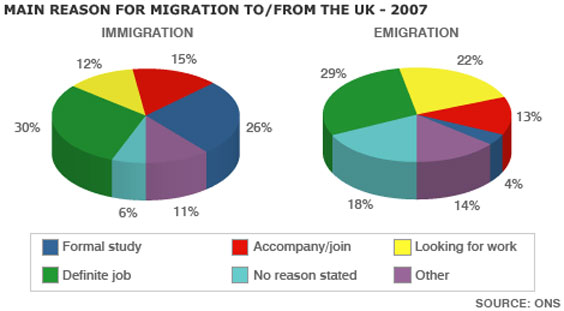 MAIN REASON FOR MIGRATION TO/FROM THE UK - 2007
IMMIGRATION
12%
15%
30%
26%
6%
11%
EMIGRATION
29%
22%
13%
4%
18%
14%
Formal study
Accompany/join
Looking for work
Definite job
No reason stated
Other
SOURCE: ONS